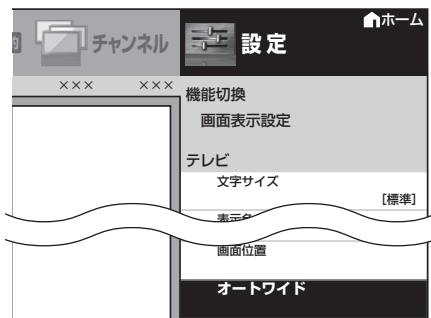 ホーム
チャンネル
設定
××× ×××
機能切換
画面表示設定
テレビ
文字サイズ
[標準]
画面位置
オートワイド